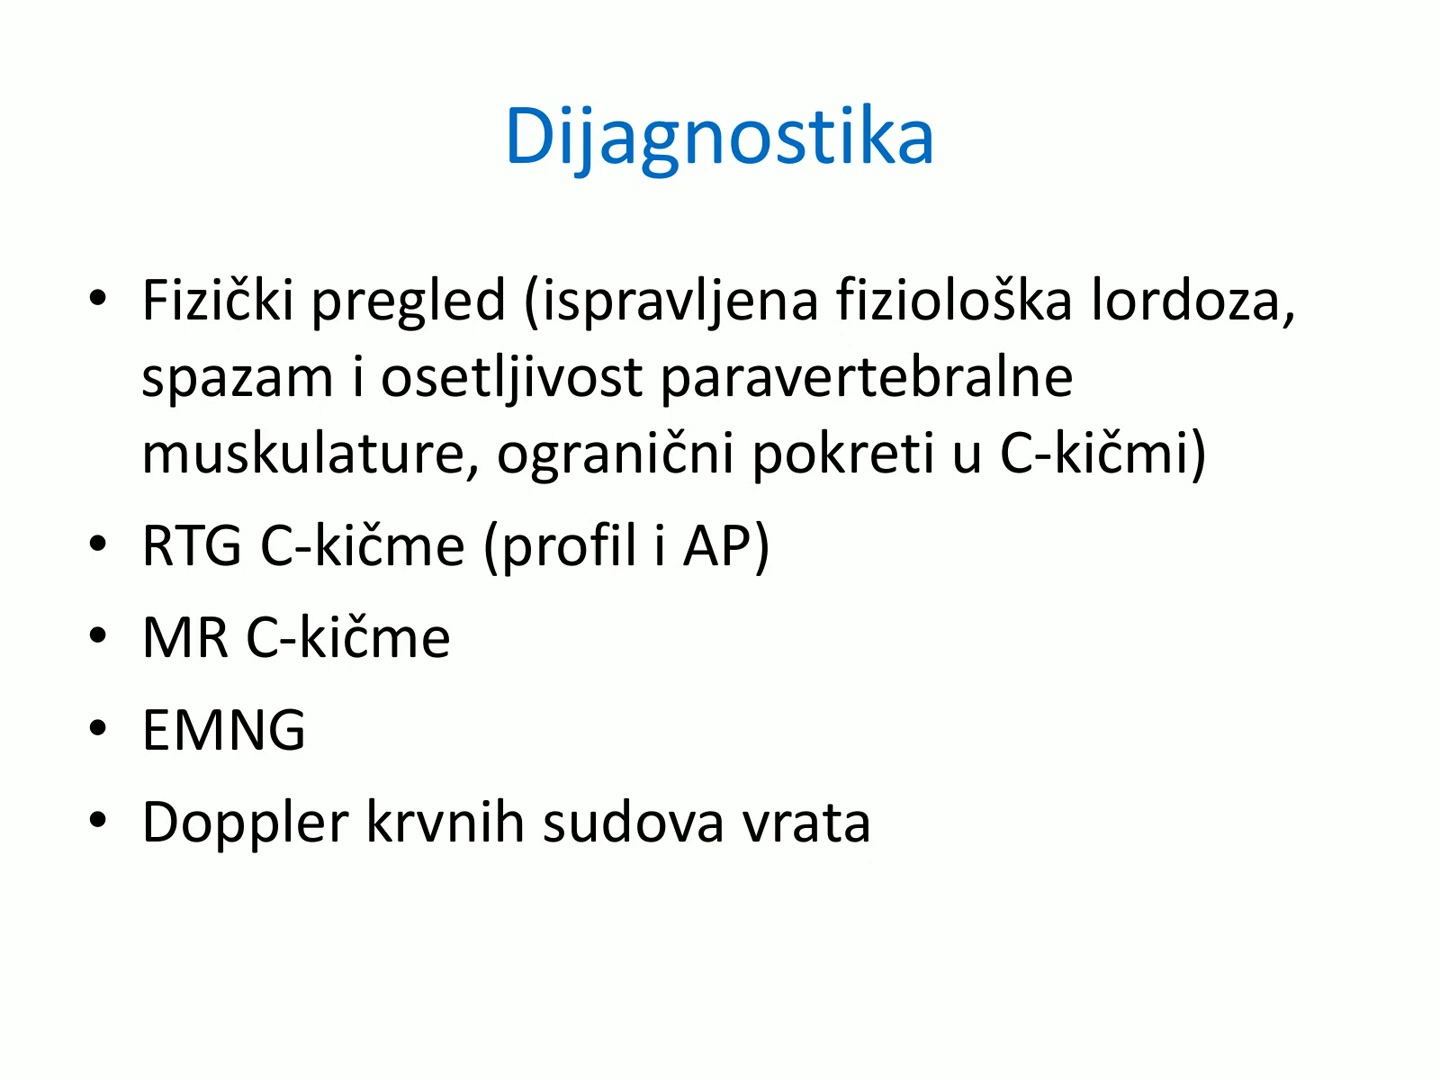 Dijagnostika
• Fizički pregled (ispravljena fiziološka lordoza,
spazam i osetljivost paravertebralne
muskulature, ogranični pokreti u C-kičmi)
• RTG C-kičme (profil i AP)
• MR C-kičme
• EMNG
• Doppler krvnih sudova vrata